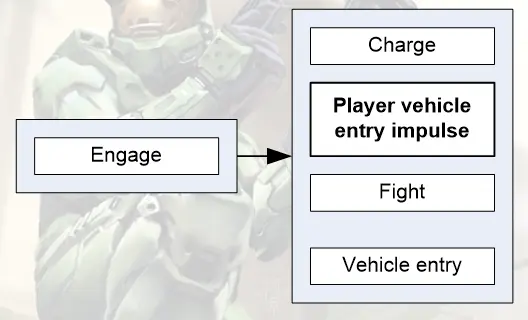 Engage
Charge
Player vehicle
entry impulse
Fight
Vehicle entry